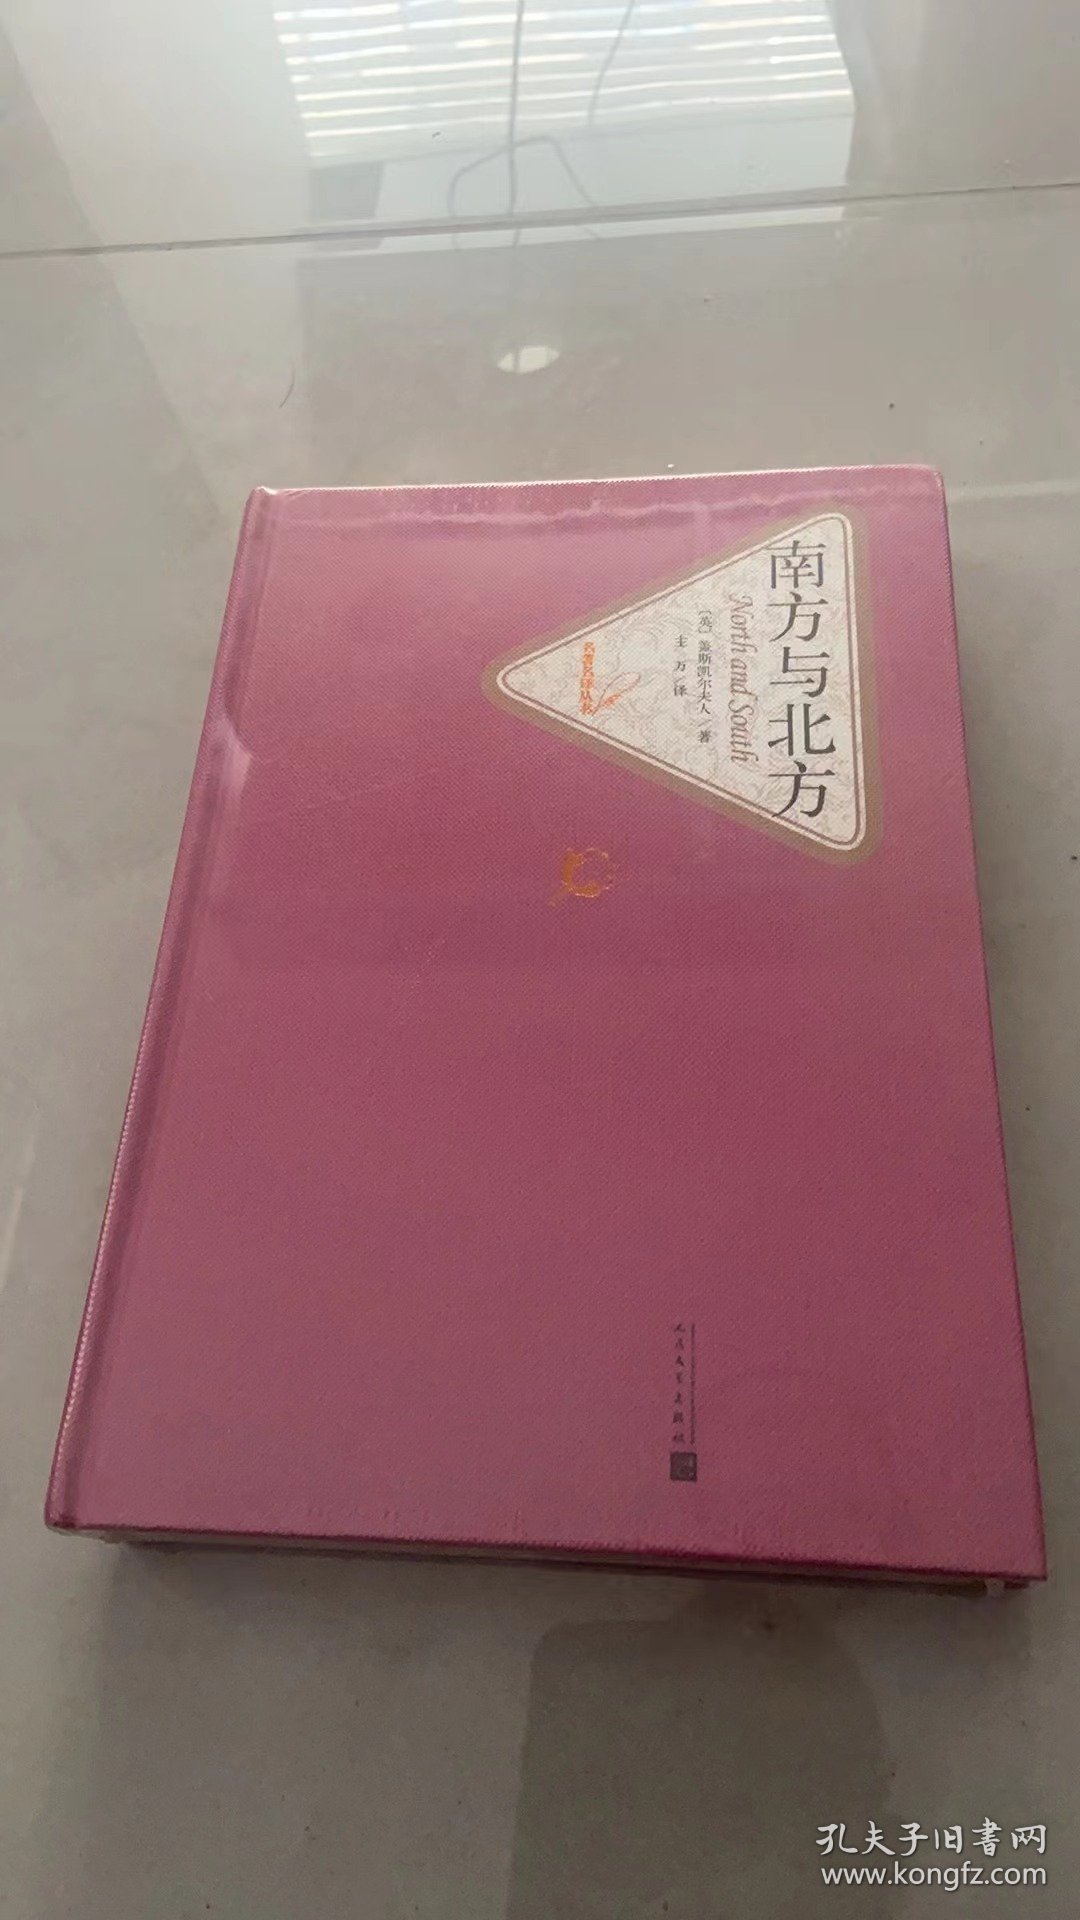 南方与北方
North and South
〔英〕盖斯凯尔夫人／著
主万／译
名著名译丛书
人民文学出版社
孔夫子旧书网
www.kongfz.com